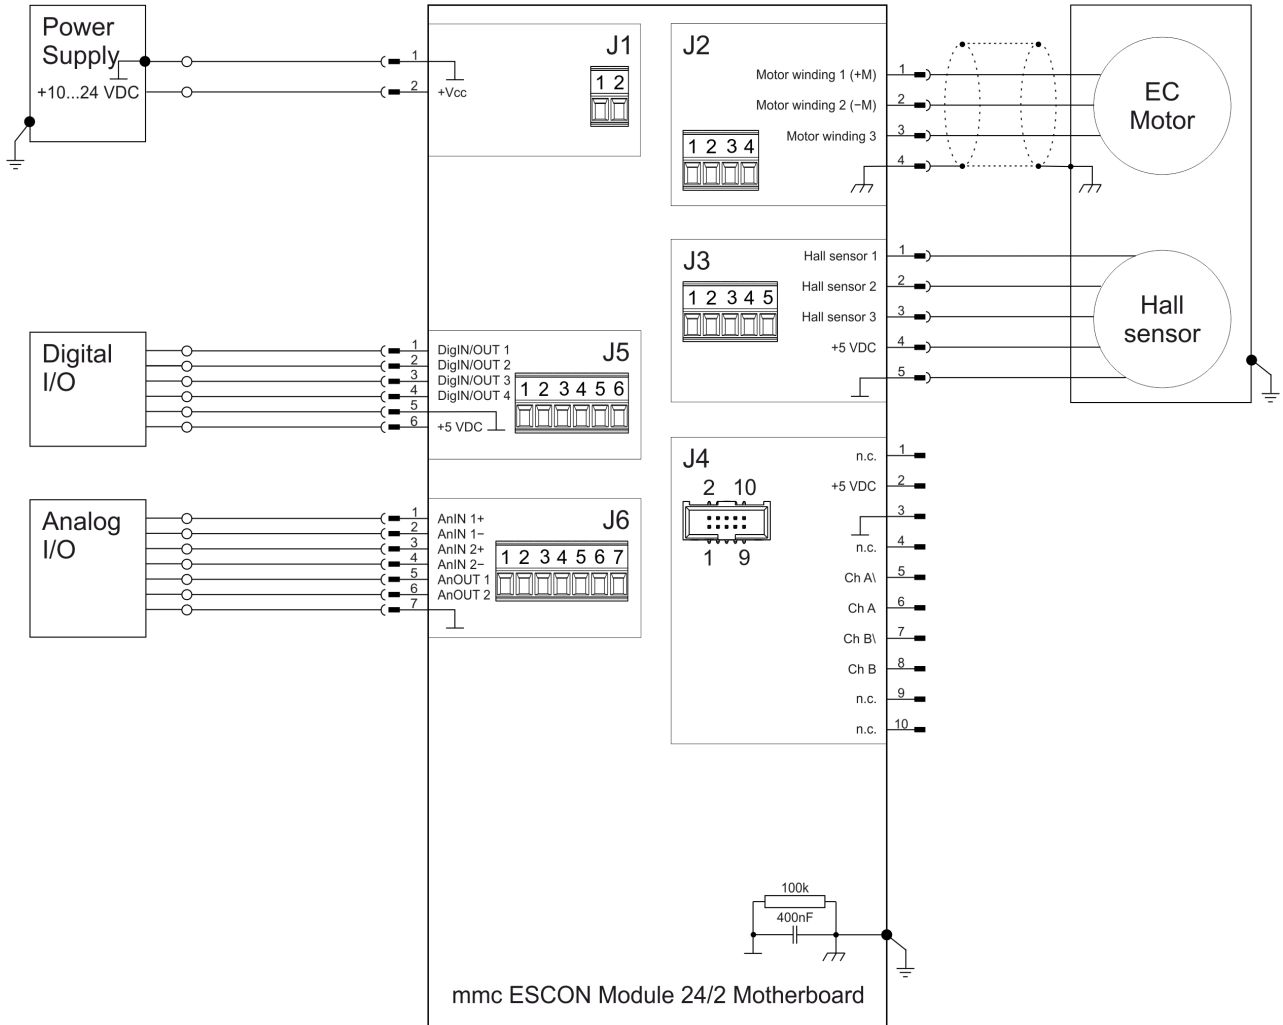 Power
Supply
+10...24 VDC
1
2
+Vcc
J1
1 2
J2
Motor winding 1 (+M)
1
Motor winding 2 (−M)
2
Motor winding 3
3
4
1 2 3 4
EC
Motor
J3
Hall sensor 1
1
Hall sensor 2
2
Hall sensor 3
3
+5 VDC
4
5
1 2 3 4 5
Hall
sensor
Digital
I/O
1
DigIN/OUT 1
2
DigIN/OUT 2
3
DigIN/OUT 3
4
DigIN/OUT 4
5
6
+5 VDC
J5
1 2 3 4 5 6
J4
2 10
1 9
n.c.
1
+5 VDC
2
3
n.c.
4
Ch A\
5
Ch A
6
Ch B\
7
Ch B
8
n.c.
9
n.c.
10
Analog
I/O
1
AnIN 1+
2
AnIN 1−
3
AnIN 2+
4
AnIN 2−
5
AnOUT 1
6
AnOUT 2
7
J6
1 2 3 4 5 6 7
100k
400nF
mmc ESCON Module 24/2 Motherboard